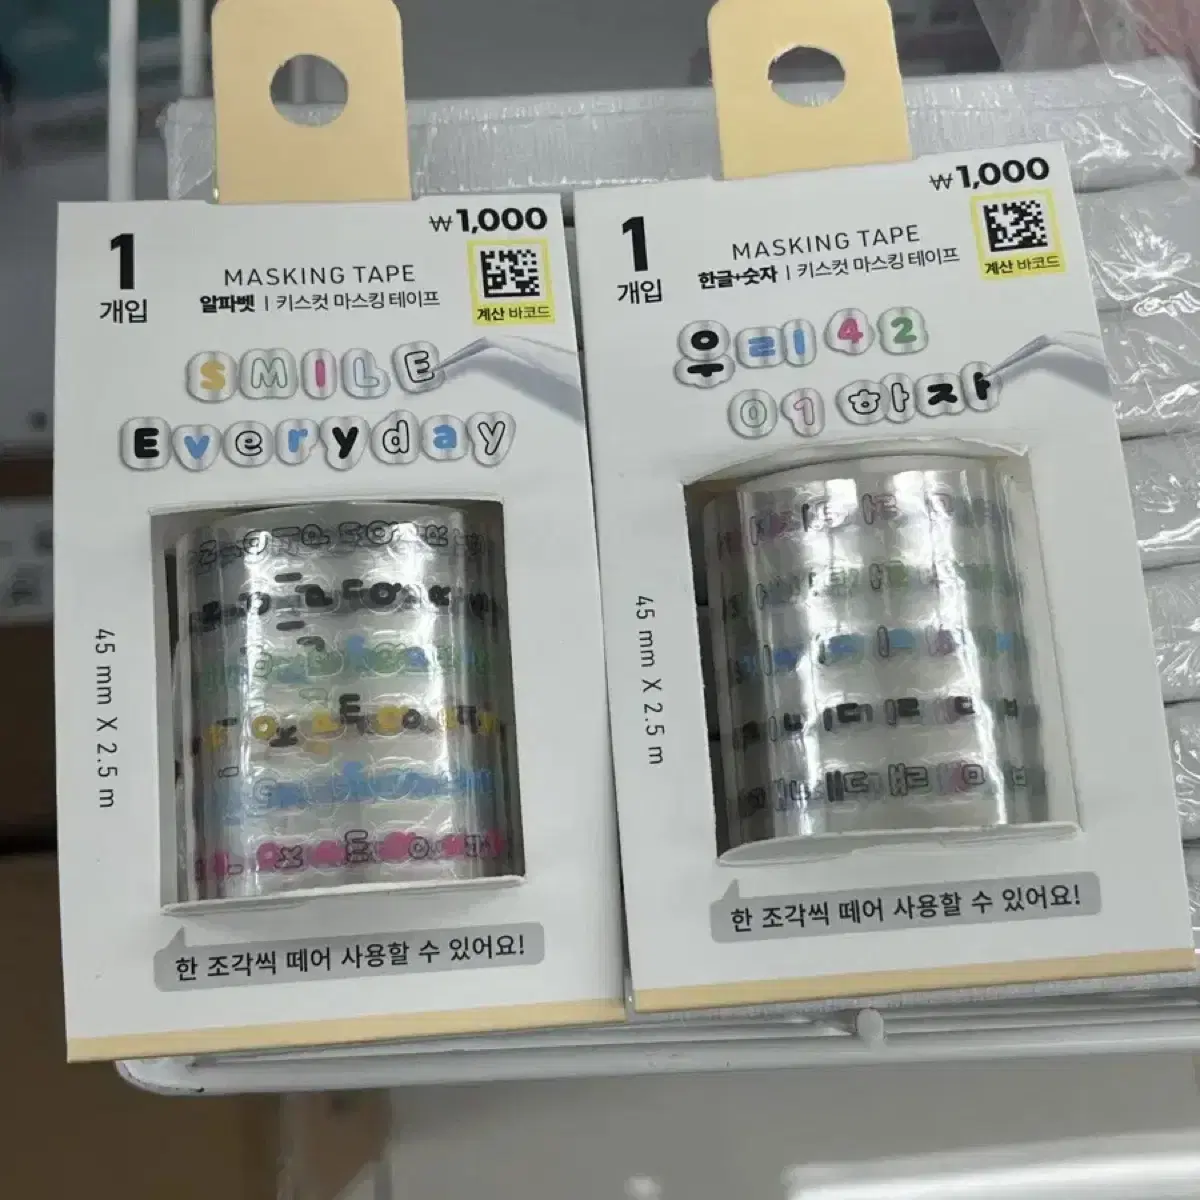 1
개입
₩1,000
MASKING TAPE
알파벳 | 키스컷 마스킹 테이프
계산 바코드
SMILE
Everyday
45 mm X 2.5 m
한 조각씩 떼어 사용할 수 있어요!
1
개입
₩1,000
MASKING TAPE
한글+숫자 | 키스컷 마스킹 테이프
계산 바코드
우리42
01하자
45 mm X 2.5 m
한 조각씩 떼어 사용할 수 있어요!